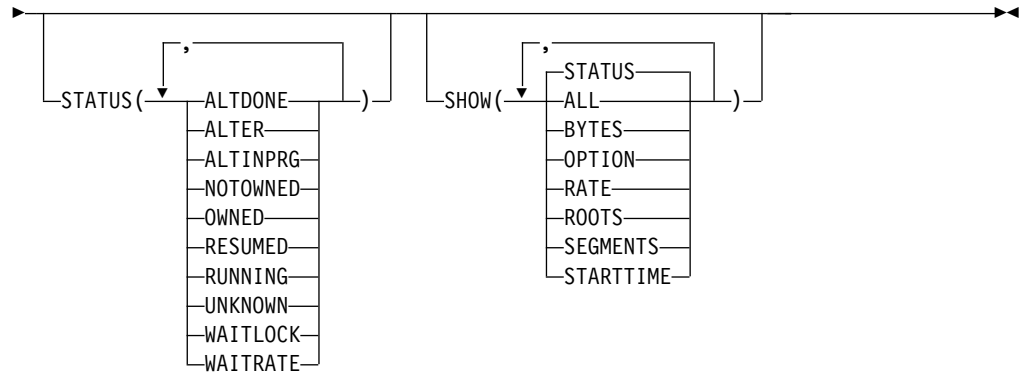 , ,
STATUS
STATUS( ALTDONE ) SHOW( ALL )
ALTER BYTES
ALTINPRG OPTION
NOTOWNED RATE
OWNED ROOTS
RESUMED SEGMENTS
RUNNING STARTTIME
UNKNOWN
WAITLOCK
WAITRATE